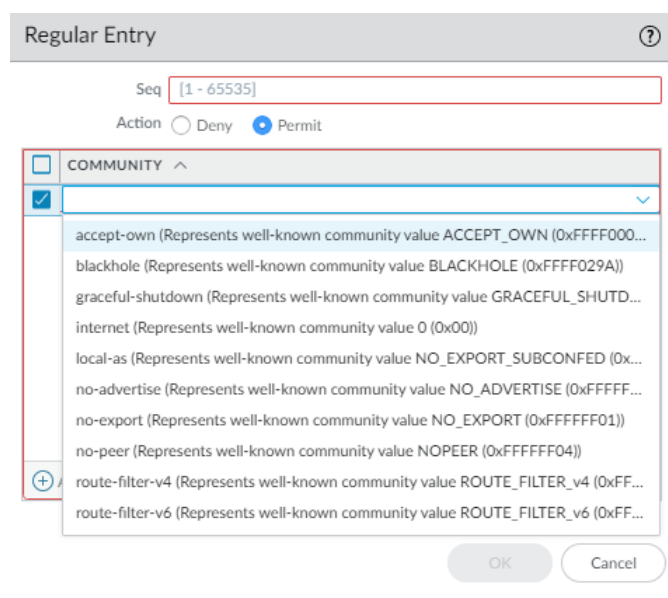 Regular Entry
Seq [1 - 65535]
Action Deny Permit
COMMUNITY
accept-own (Represents well-known community value ACCEPT_OWN (0xFFFF000...
blackhole (Represents well-known community value BLACKHOLE (0xFFFF029A))
graceful-shutdown (Represents well-known community value GRACEFUL_SHUTD...
internet (Represents well-known community value 0 (0x00))
local-as (Represents well-known community value NO_EXPORT_SUBCONFED (0x...
no-advertise (Represents well-known community value NO_ADVERTISE (0xFFFFF...
no-export (Represents well-known community value NO_EXPORT (0xFFFFFF01))
no-peer (Represents well-known community value NOPEER (0xFFFFFF04))
route-filter-v4 (Represents well-known community value ROUTE_FILTER_v4 (0xFF...
route-filter-v6 (Represents well-known community value ROUTE_FILTER_v6 (0xFF...
OK Cancel